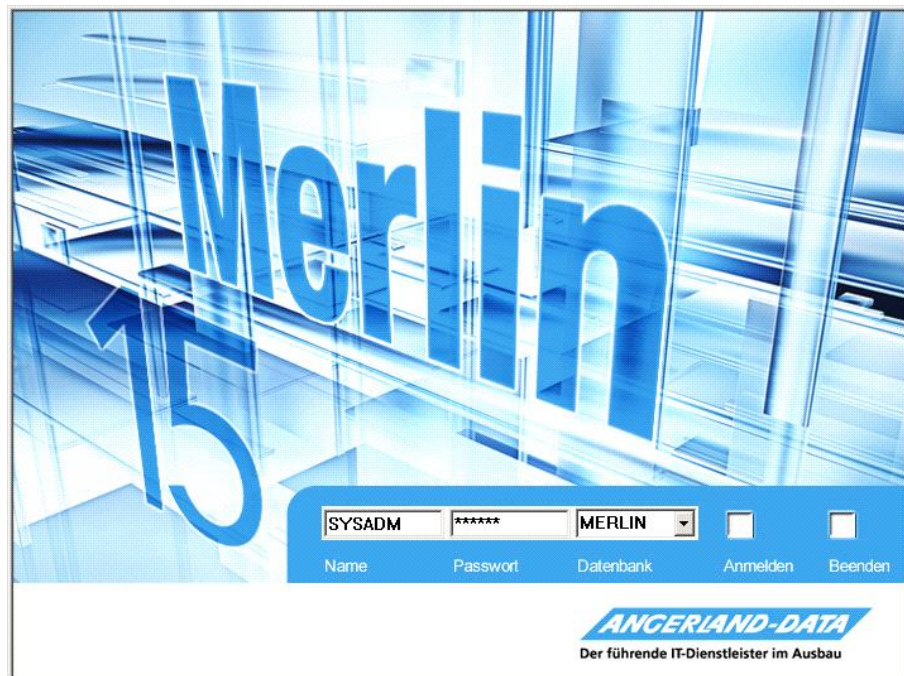 Merlin
15
SYSADM ****** MERLIN
Name Passwort Datenbank Anmelden Beenden
ANGERLAND-DATA
Der führende IT-Dienstleister im Ausbau